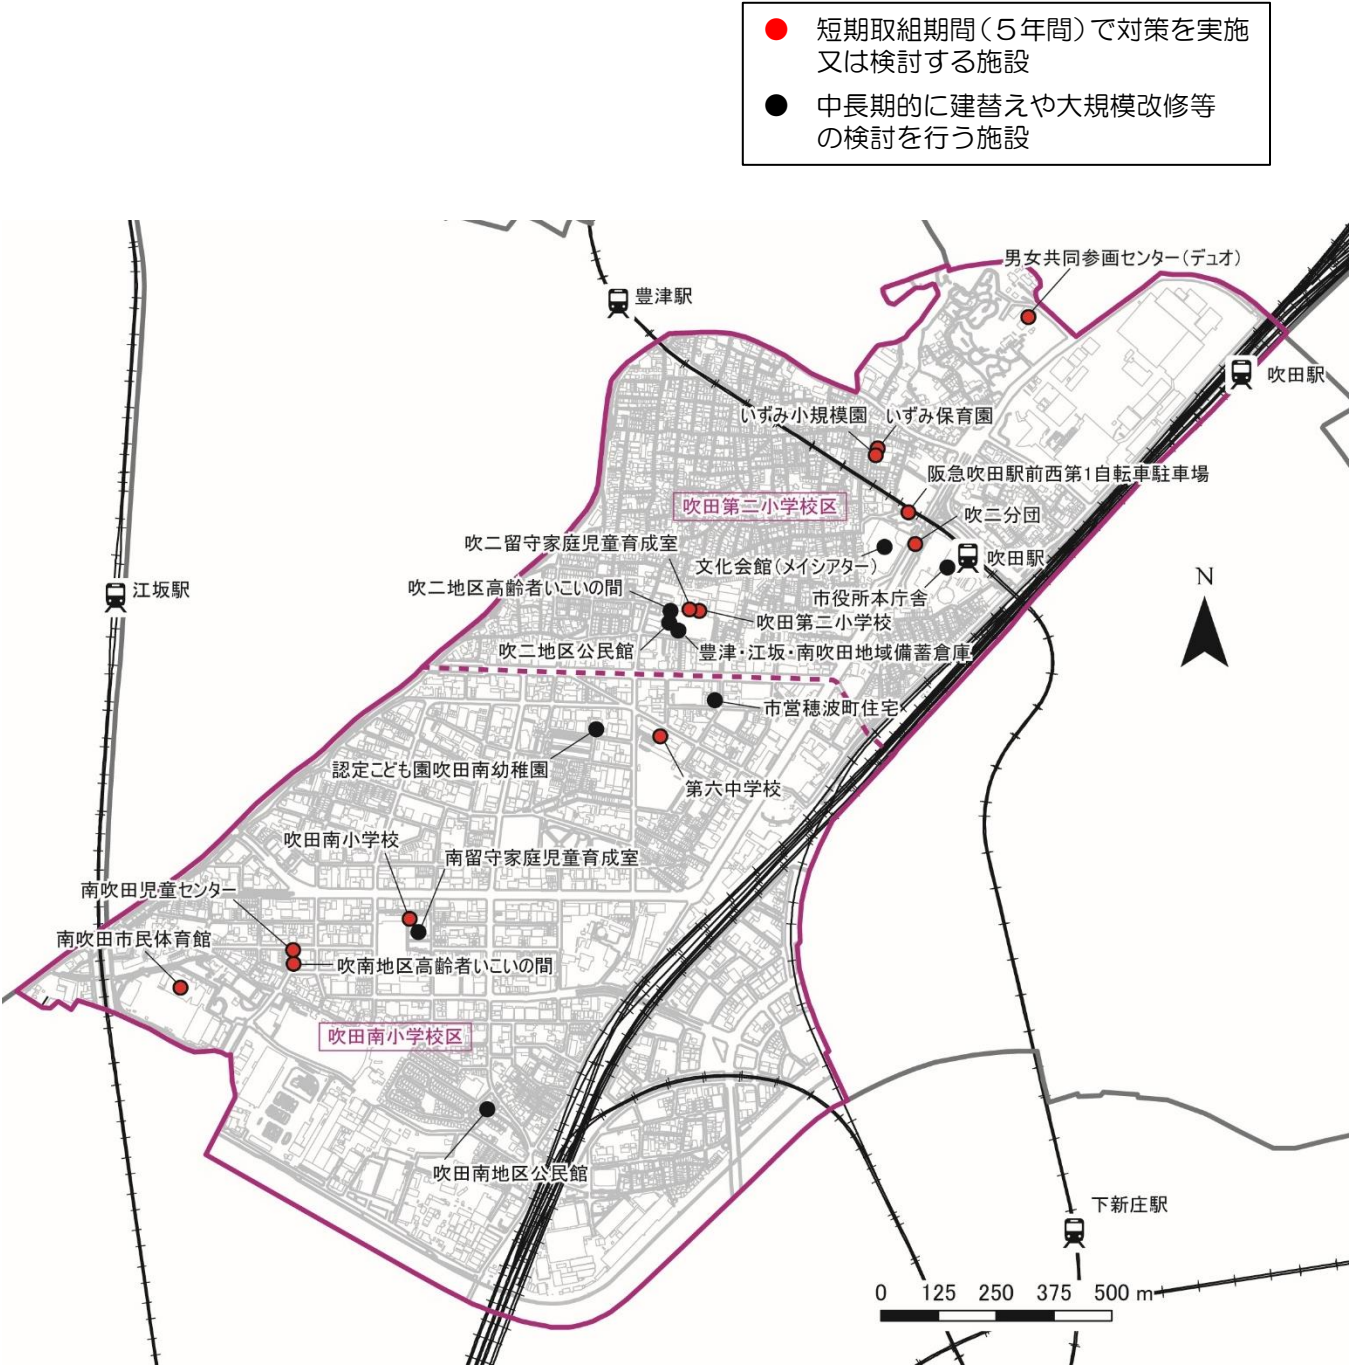 短期取組期間（５年間）で対策を実施
又は検討する施設
中長期的に建替えや大規模改修等
の検討を行う施設
男女共同参画センター（デュオ）
豊津駅
吹田駅
いずみ小規模園
いずみ保育園
阪急吹田駅前西第1自転車駐車場
吹田第二小学校区
吹二分団
吹二留守家庭児童育成室
文化会館（メイシアター）
吹田駅
N
江坂駅
吹二地区高齢者いこいの間
市役所本庁舎
吹田第二小学校
吹二地区公民館
豊津・江坂・南吹田地域備蓄倉庫
市営穂波町住宅
認定こども園吹田南幼稚園
第六中学校
吹田南小学校
南留守家庭児童育成室
南吹田児童センター
南吹田市民体育館
吹南地区高齢者いこいの間
吹田南小学校区
吹田南地区公民館
下新庄駅
0 125 250 375 500 m